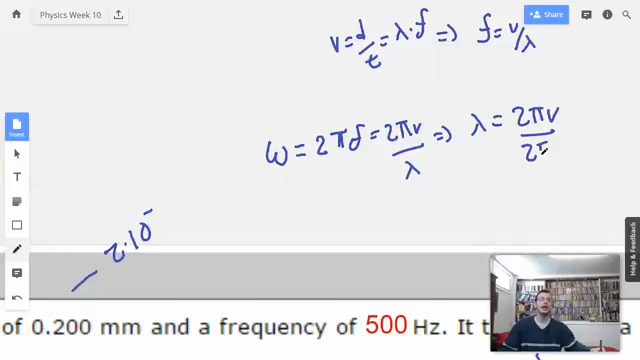 Physics Week 10
Share
Insert
v = d/t = λ·f ⇒ f = v/λ
ω = 2πf = 2πv/λ ⇒ λ = 2πv/2π
2·10⁻
of 0.200 mm and a frequency of 500 Hz. It t
a
Help & Feedback